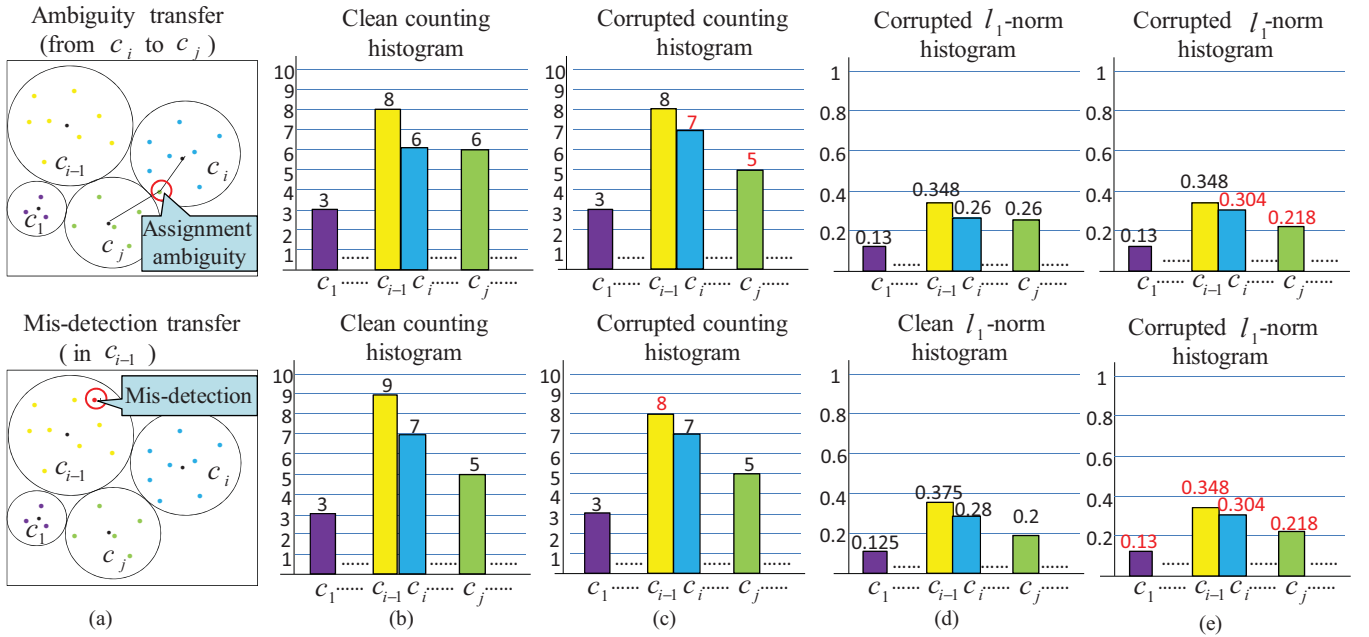 Ambiguity transfer
(from c_i to c_j)
c_{i-1}
c_i
c_1
c_j
Assignment
ambiguity
Clean counting
histogram
10
9
8
7
6
5
4
3
2
1
3
8
6
6
c_1 ...... c_{i-1} c_i ...... c_j ......
Corrupted counting
histogram
10
9
8
7
6
5
4
3
2
1
3
8
7
5
c_1 ...... c_{i-1} c_i ...... c_j ......
Corrupted l_1-norm
histogram
1
0.8
0.6
0.4
0.2
0.13
0.348
0.26
0.26
c_1 ...... c_{i-1} c_i ...... c_j ......
Corrupted l_1-norm
histogram
1
0.8
0.6
0.4
0.2
0.13
0.348
0.304
0.218
c_1 ...... c_{i-1} c_i ...... c_j ......
Mis-detection transfer
( in c_{i-1})
Mis-detection
c_{i-1}
c_i
c_1
c_j
Clean counting
histogram
10
9
8
7
6
5
4
3
2
1
3
9
7
5
c_1 ...... c_{i-1} c_i ...... c_j ......
Corrupted counting
histogram
10
9
8
7
6
5
4
3
2
1
3
8
7
5
c_1 ...... c_{i-1} c_i ...... c_j ......
Clean l_1-norm
histogram
1
0.8
0.6
0.4
0.2
0.125
0.375
0.28
0.2
c_1 ...... c_{i-1} c_i ...... c_j ......
Corrupted l_1-norm
histogram
1
0.8
0.6
0.4
0.2
0.13
0.348
0.304
0.218
c_1 ...... c_{i-1} c_i ...... c_j ......
(a)
(b)
(c)
(d)
(e)